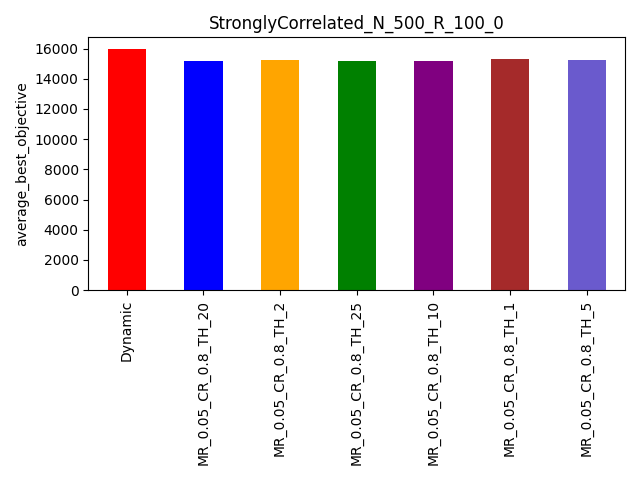 StronglyCorrelated_N_500_R_100_0
average_best_objective
16000
14000
12000
10000
8000
6000
4000
2000
0
Dynamic
MR_0.05_CR_0.8_TH_20
MR_0.05_CR_0.8_TH_2
MR_0.05_CR_0.8_TH_25
MR_0.05_CR_0.8_TH_10
MR_0.05_CR_0.8_TH_1
MR_0.05_CR_0.8_TH_5